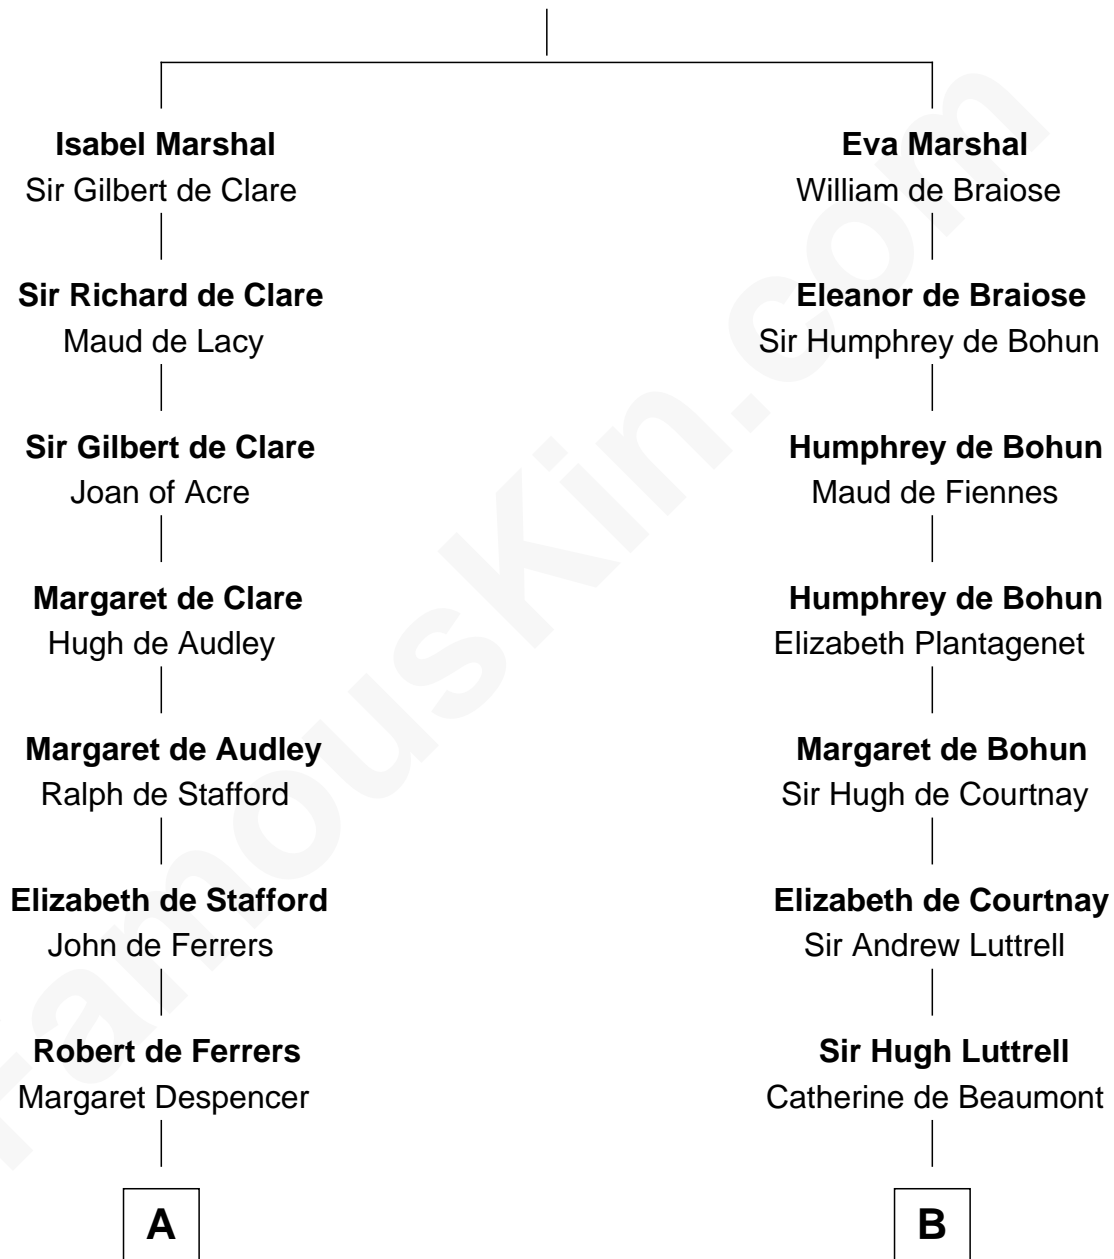 Isabel Marshal
Sir Gilbert de Clare
Eva Marshal
William de Braiose
Sir Richard de Clare
Maud de Lacy
Eleanor de Braiose
Sir Humphrey de Bohun
Sir Gilbert de Clare
Joan of Acre
Humphrey de Bohun
Maud de Fiennes
Margaret de Clare
Hugh de Audley
Humphrey de Bohun
Elizabeth Plantagenet
Margaret de Audley
Ralph de Stafford
Margaret de Bohun
Sir Hugh de Courtnay
Elizabeth de Stafford
John de Ferrers
Elizabeth de Courtnay
Sir Andrew Luttrell
Robert de Ferrers
Margaret Despencer
Sir Hugh Luttrell
Catherine de Beaumont
A
B
FamousKin.com